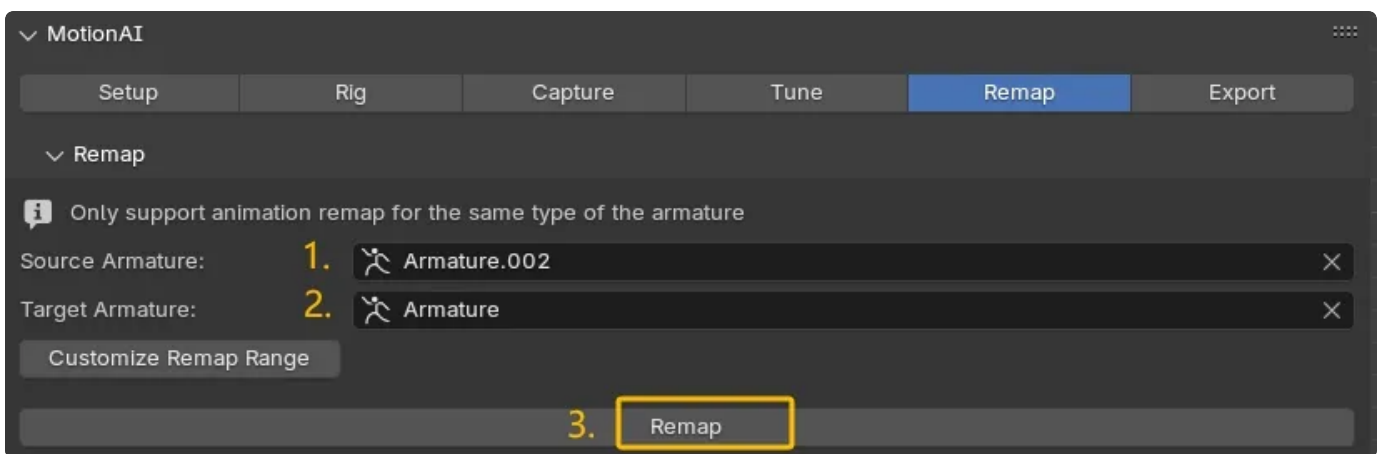 MotionAI
Setup Rig Capture Tune Remap Export
Remap
Only support animation remap for the same type of the armature
Source Armature: 1. Armature.002
Target Armature: 2. Armature
Customize Remap Range
3. Remap